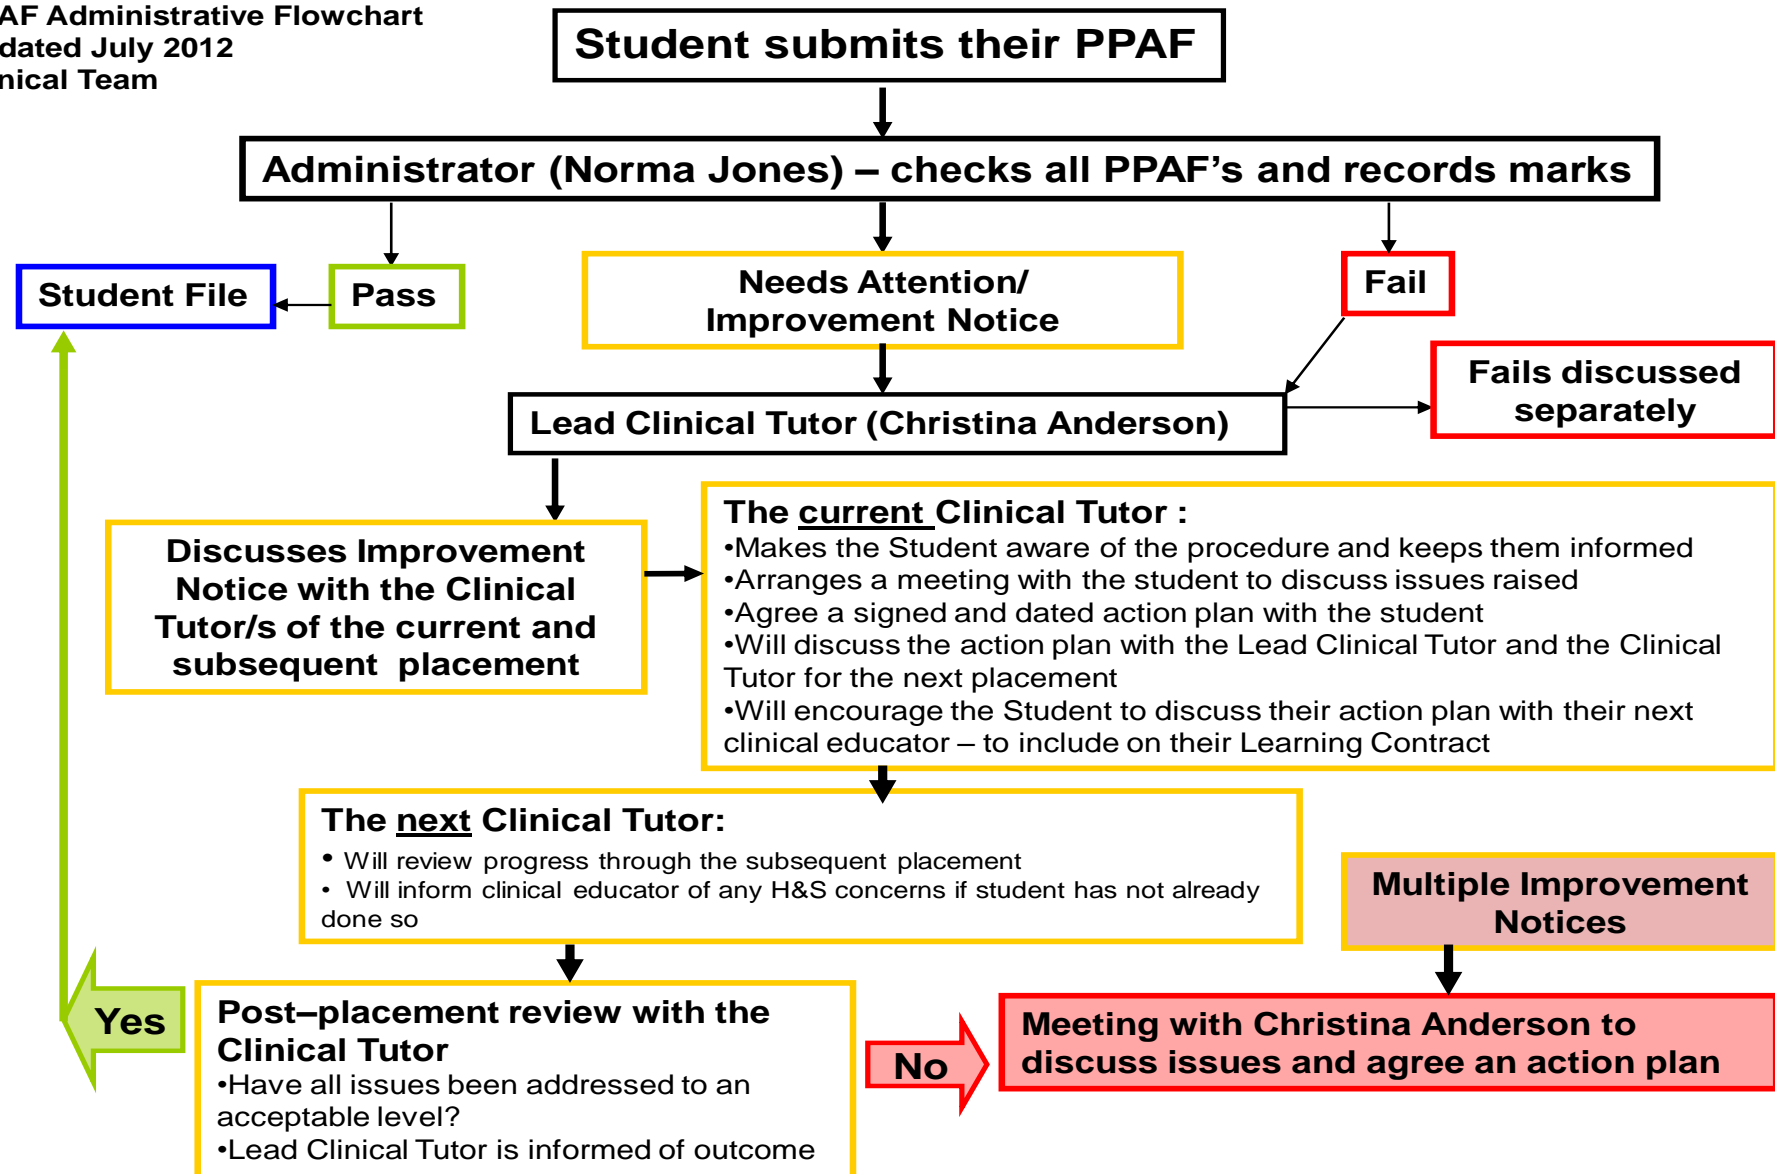 AF Administrative Flowchart
dated July 2012
nical Team
Student submits their PPAF
Administrator (Norma Jones) – checks all PPAF's and records marks
Student File
Pass
Needs Attention/
Improvement Notice
Fail
Fails discussed
separately
Lead Clinical Tutor (Christina Anderson)
Discusses Improvement
Notice with the Clinical
Tutor/s of the current and
subsequent placement
The current Clinical Tutor :
•Makes the Student aware of the procedure and keeps them informed
•Arranges a meeting with the student to discuss issues raised
•Agree a signed and dated action plan with the student
•Will discuss the action plan with the Lead Clinical Tutor and the Clinical
Tutor for the next placement
•Will encourage the Student to discuss their action plan with their next
clinical educator – to include on their Learning Contract
The next Clinical Tutor:
• Will review progress through the subsequent placement
• Will inform clinical educator of any H&S concerns if student has not already
done so
Multiple Improvement
Notices
Yes
Post–placement review with the
Clinical Tutor
•Have all issues been addressed to an
acceptable level?
•Lead Clinical Tutor is informed of outcome
No
Meeting with Christina Anderson to
discuss issues and agree an action plan